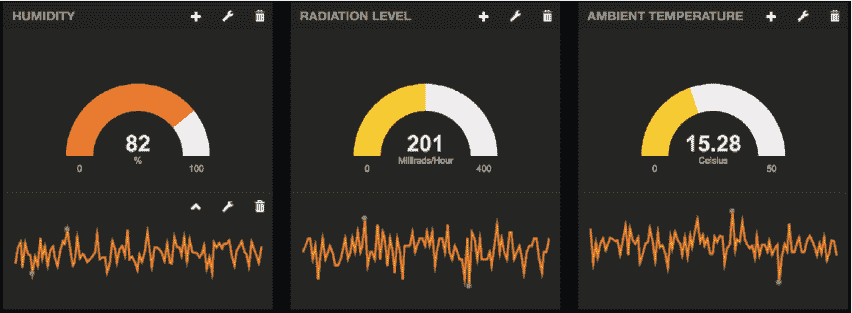 HUMIDITY
82
%
0 100
RADIATION LEVEL
201
Millirads/Hour
0 400
AMBIENT TEMPERATURE
15.28
Celsius
0 50